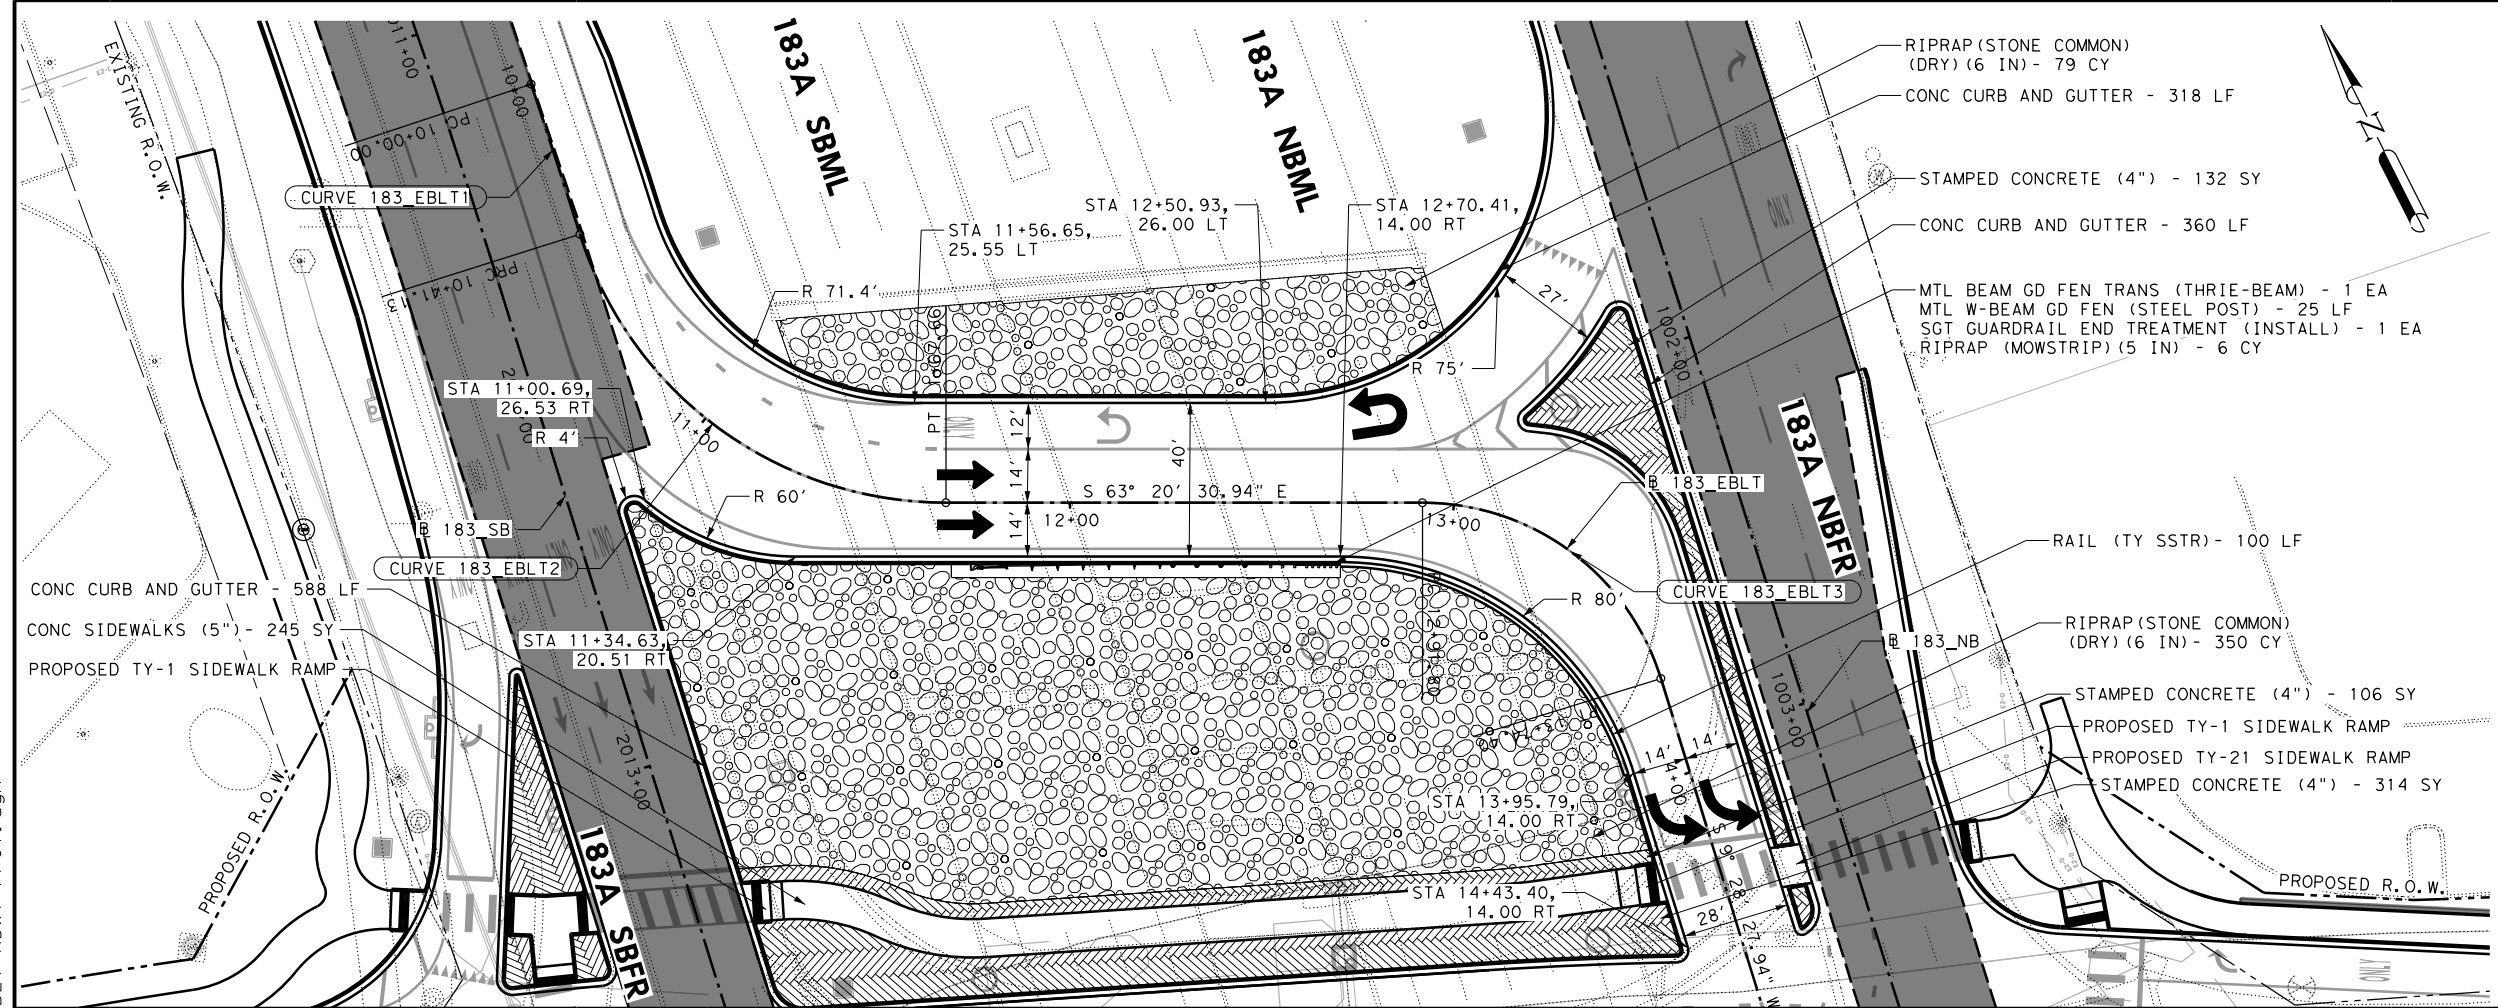 EXISTING R.O.W.
2011+00
10+00
PC 10+00.00
CURVE 183_EBLT1
PRC 10+41.13
183A SBML
183A NBML
STA 11+56.65,
25.55 LT
STA 12+50.93,
26.00 LT
STA 12+70.41,
14.00 RT
RIPRAP(STONE COMMON)
(DRY)(6 IN)- 79 CY
CONC CURB AND GUTTER - 318 LF
STAMPED CONCRETE (4") - 132 SY
CONC CURB AND GUTTER - 360 LF
MTL BEAM GD FEN TRANS (THRIE-BEAM) - 1 EA
MTL W-BEAM GD FEN (STEEL POST) - 25 LF
SGT GUARDRAIL END TREATMENT (INSTALL) - 1 EA
RIPRAP (MOWSTRIP)(5 IN) - 6 CY
N
ONLY
27'
R 71.4'
R 75'
1002+00
STA 11+00.69,
26.53 RT
R 4'
11+00
12'
14'
14'
40'
R 60'
S 63° 20' 30.94" E
12+00
13+00
B 183_EBLT
183A NBFR
B 183_SB
ONLY
ONLY
CURVE 183_EBLT2
CURVE 183_EBLT3
R 80'
CONC CURB AND GUTTER - 588 LF
CONC SIDEWALKS (5")- 245 SY
PROPOSED TY-1 SIDEWALK RAMP
STA 11+34.63,
20.51 RT
B 183_NB
RAIL (TY SSTR)- 100 LF
RIPRAP(STONE COMMON)
(DRY)(6 IN)- 350 CY
STAMPED CONCRETE (4") - 106 SY
PROPOSED TY-1 SIDEWALK RAMP
PROPOSED TY-21 SIDEWALK RAMP
STAMPED CONCRETE (4") - 314 SY
1003+00
2013+00
14'
14'
14+00
STA 13+95.79,
14.00 RT
PROPOSED R.O.W.
183A SBFR
STA 14+43.40,
14.00 RT
28'
S 9° 28' 27.94" W
PROPOSED R.O.W.